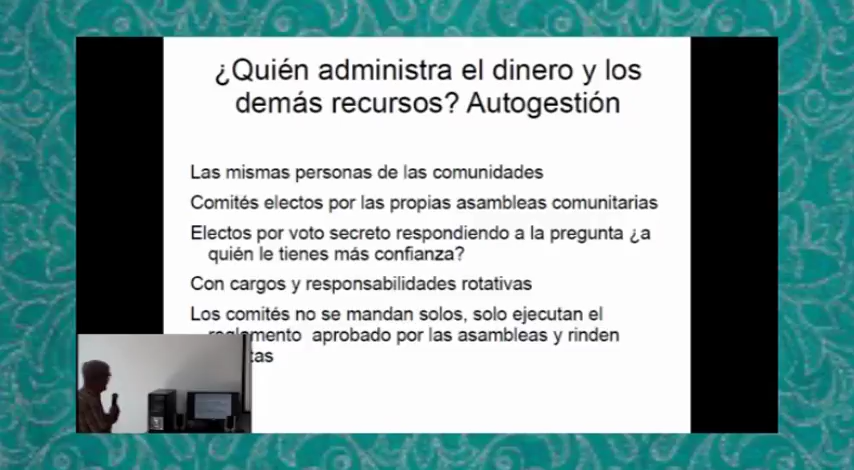 ¿Quién administra el dinero y los
demás recursos? Autogestión
Las mismas personas de las comunidades
Comités electos por las propias asambleas comunitarias
Electos por voto secreto respondiendo a la pregunta ¿a
quién le tienes más confianza?
Con cargos y responsabilidades rotativas
Los comités no se mandan solos, solo ejecutan el
reglamento aprobado por las asambleas y rinden